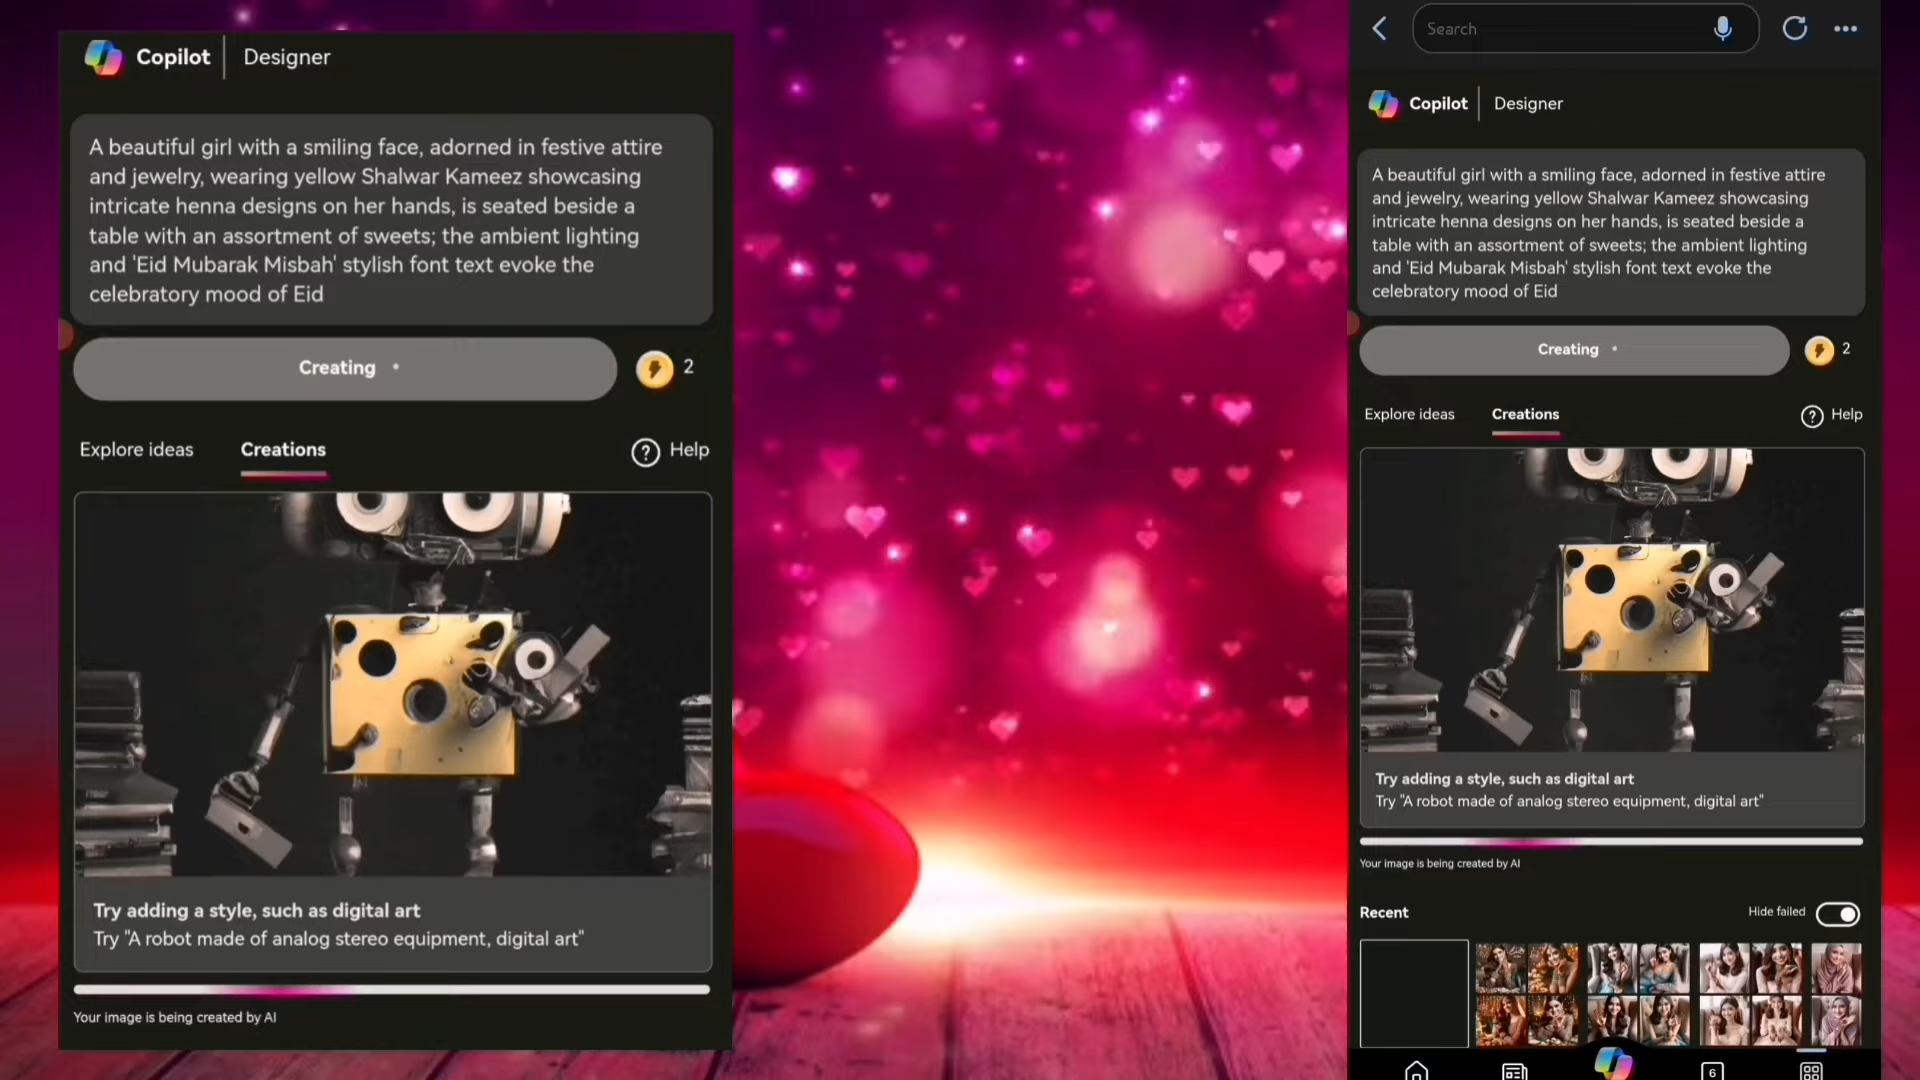 Copilot
Designer
A beautiful girl with a smiling face, adorned in festive attire
and jewelry, wearing yellow Shalwar Kameez showcasing
intricate henna designs on her hands, is seated beside a
table with an assortment of sweets; the ambient lighting
and 'Eid Mubarak Misbah' stylish font text evoke the
celebratory mood of Eid
Creating
2
Explore ideas
Creations
Help
Try adding a style, such as digital art
Try "A robot made of analog stereo equipment, digital art"
Your image is being created by AI
Search
Copilot
Designer
A beautiful girl with a smiling face, adorned in festive attire
and jewelry, wearing yellow Shalwar Kameez showcasing
intricate henna designs on her hands, is seated beside a
table with an assortment of sweets; the ambient lighting
and 'Eid Mubarak Misbah' stylish font text evoke the
celebratory mood of Eid
Creating
2
Explore ideas
Creations
Help
Try adding a style, such as digital art
Try "A robot made of analog stereo equipment, digital art"
Your image is being created by AI
Recent
Hide failed
6